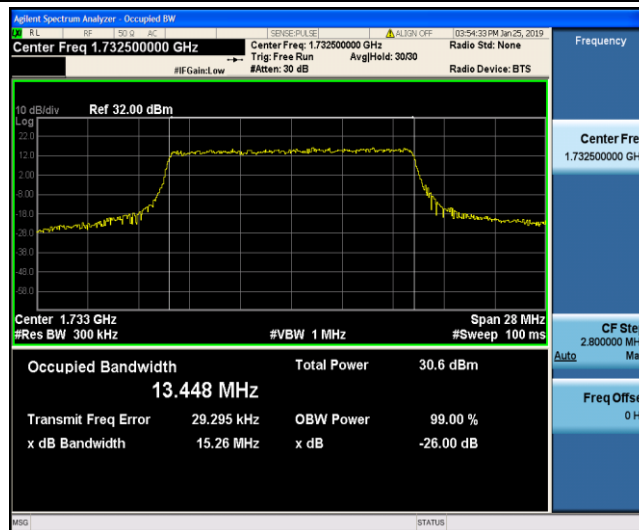 Agilent Spectrum Analyzer - Occupied BW
RL RF 50 Ω AC SENSE:PULSE ALIGN OFF 03:54:33 PM Jan 25, 2019
Center Freq 1.732500000 GHz Center Freq: 1.732500000 GHz Radio Std: None Frequency
Trig: Free Run Avg|Hold: 30/30
#IFGain:Low #Atten: 30 dB Radio Device: BTS
10 dB/div Ref 32.00 dBm
Log
22.0
12.0
2.00
-8.00
-18.0
-28.0
-38.0
-48.0
-58.0
Center Fre
1.732500000 GH
Center 1.733 GHz Span 28 MHz
#Res BW 300 kHz #VBW 1 MHz #Sweep 100 ms
CF Ste
2.800000 MH
Auto Ma
Occupied Bandwidth Total Power 30.6 dBm
13.448 MHz
Transmit Freq Error 29.295 kHz OBW Power 99.00 %
x dB Bandwidth 15.26 MHz x dB -26.00 dB
Freq Offse
0 H
MSG STATUS